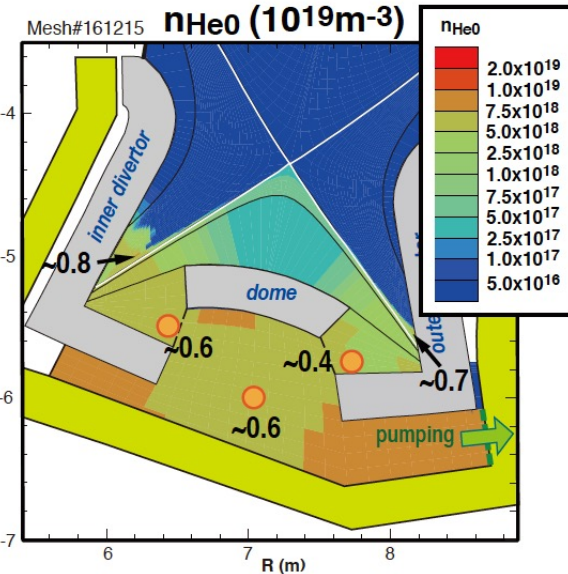 Mesh#161215 nHe0 (10¹⁹m-³)
nHe0
2.0x10¹⁹
1.0x10¹⁹
7.5x10¹⁸
5.0x10¹⁸
2.5x10¹⁸
1.0x10¹⁸
7.5x10¹⁷
5.0x10¹⁷
2.5x10¹⁷
1.0x10¹⁷
5.0x10¹⁶
-4
inner divertor
-5
~0.8
dome
oute
~0.6
~0.4
~0.7
-6
~0.6
pumping
-7
6 7 8
R (m)